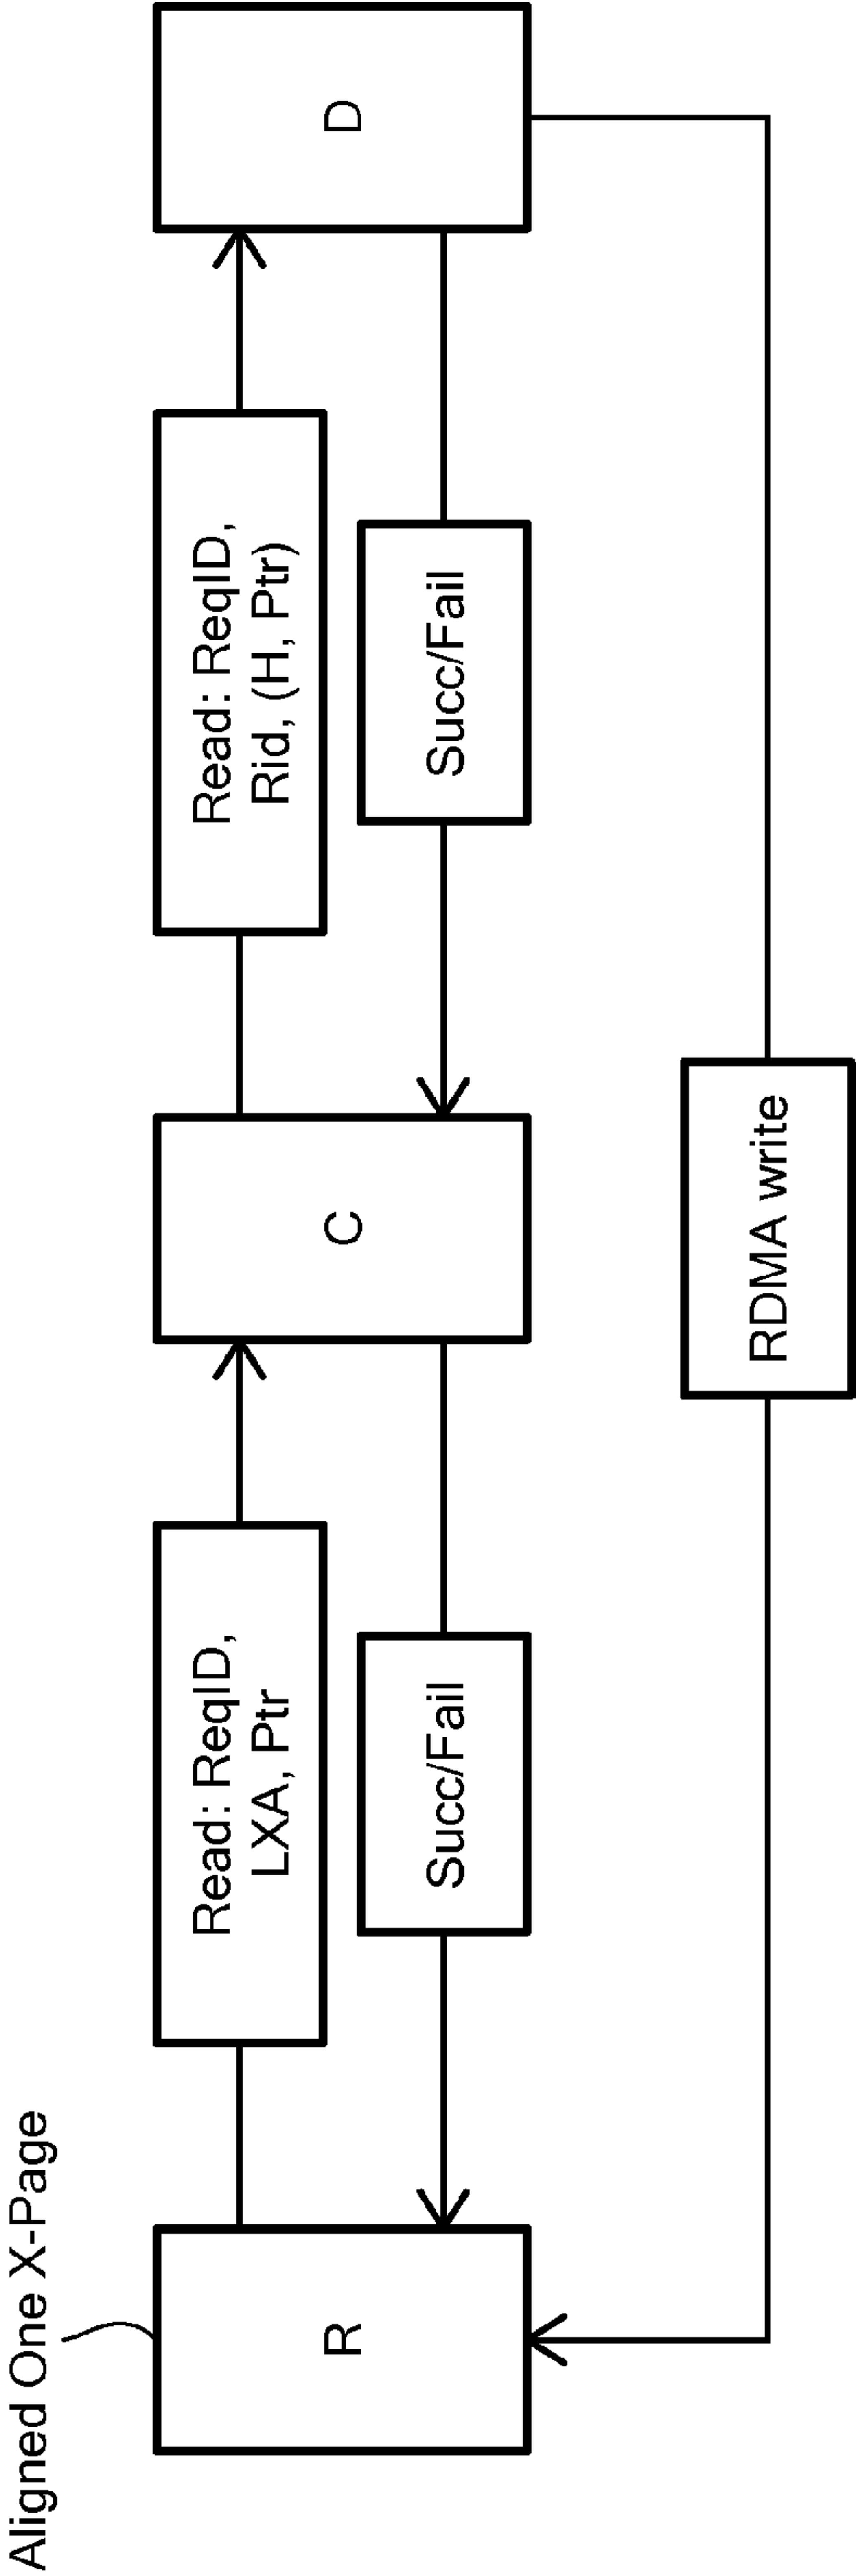 Aligned One X-Page
R
Read: ReqID,
LXA, Ptr
Succ/Fail
C
Read: ReqID,
Rid, (H, Ptr)
Succ/Fail
D
RDMA write